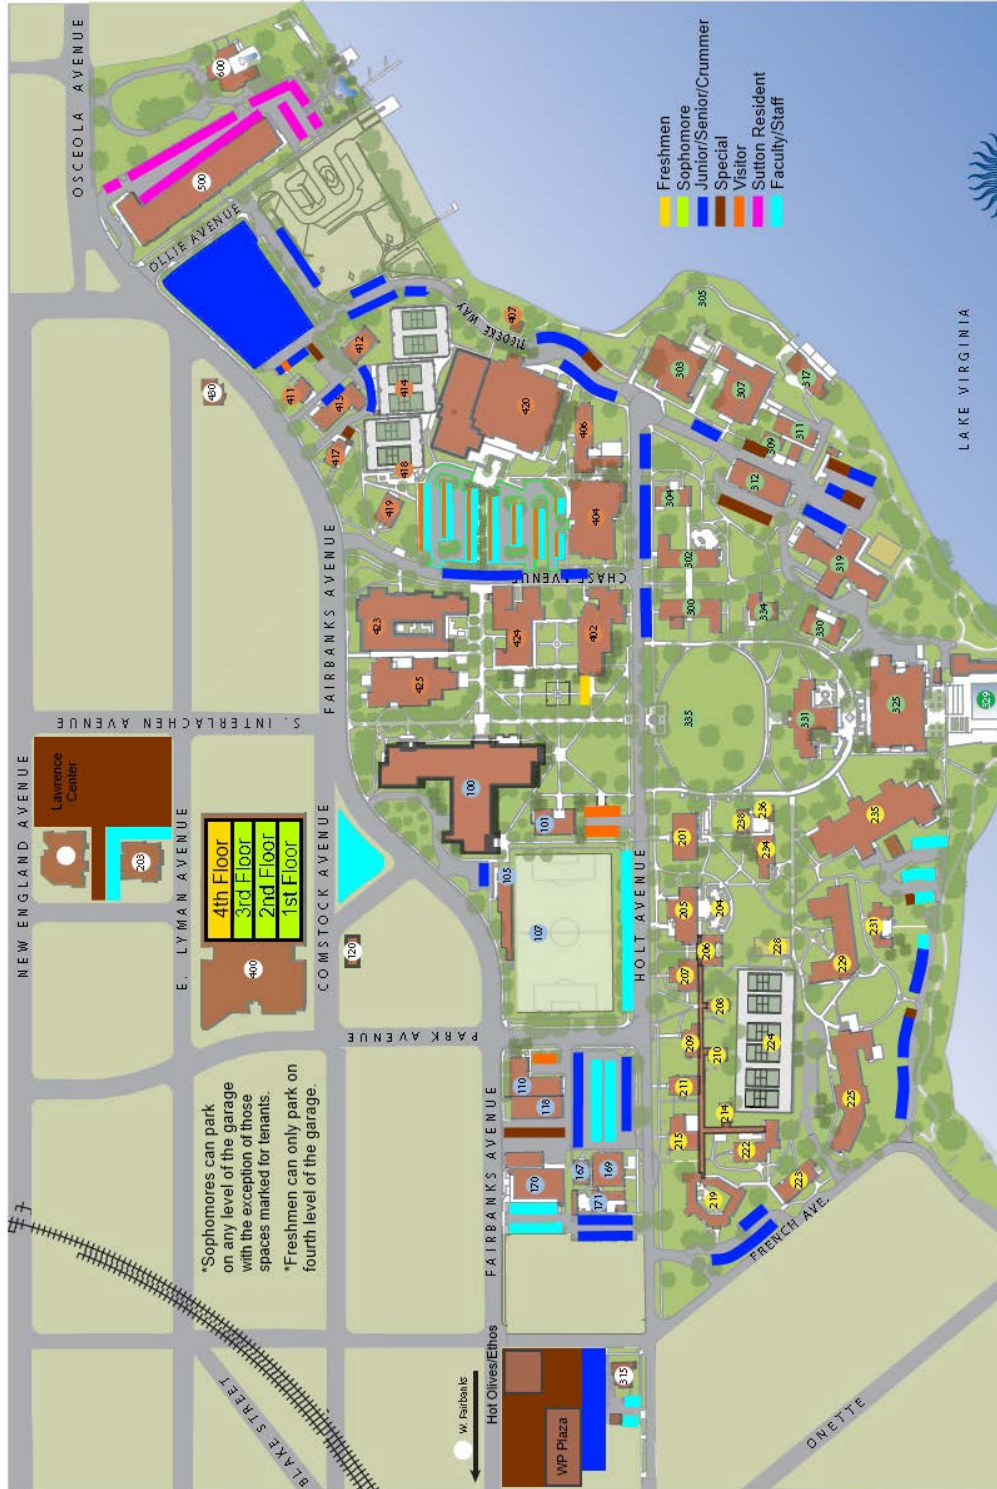 OSCEOLA AVENUE
600
500
OLLIE AVENUE
Freshmen
Sophomore
Junior/Senior/Crummer
Special
Visitor
Sutton Resident
Faculty/Staff
480
412
411
415
417
414
418
419
407
420
406
404
305
303
317
307
311
309
312
304
302
300
319
334
330
LAKE VIRGINIA
FAIRBANKS AVENUE
CHASE AVENUE
423
424
425
402
335
331
325
329
S. INTERLACHEN AVENUE
NEW ENGLAND AVENUE
Lawrence
Center
203
E. LYMAN AVENUE
4th Floor
3rd Floor
2nd Floor
1st Floor
400
COMSTOCK AVENUE
120
100
101
105
107
HOLT AVENUE
201
238
236
234
235
205
204
206
207
208
228
231
229
209
210
224
211
214
215
222
225
219
223
PARK AVENUE
110
118
167
169
170
171
FAIRBANKS AVENUE
FRENCH AVE.
*Sophomores can park
on any level of the garage
with the exception of those
spaces marked for tenants.
*Freshmen can only park on
fourth level of the garage.
BLAKE STREET
W. Fairbanks
Hot Olives/Ethos
WP Plaza
315
ONETTE